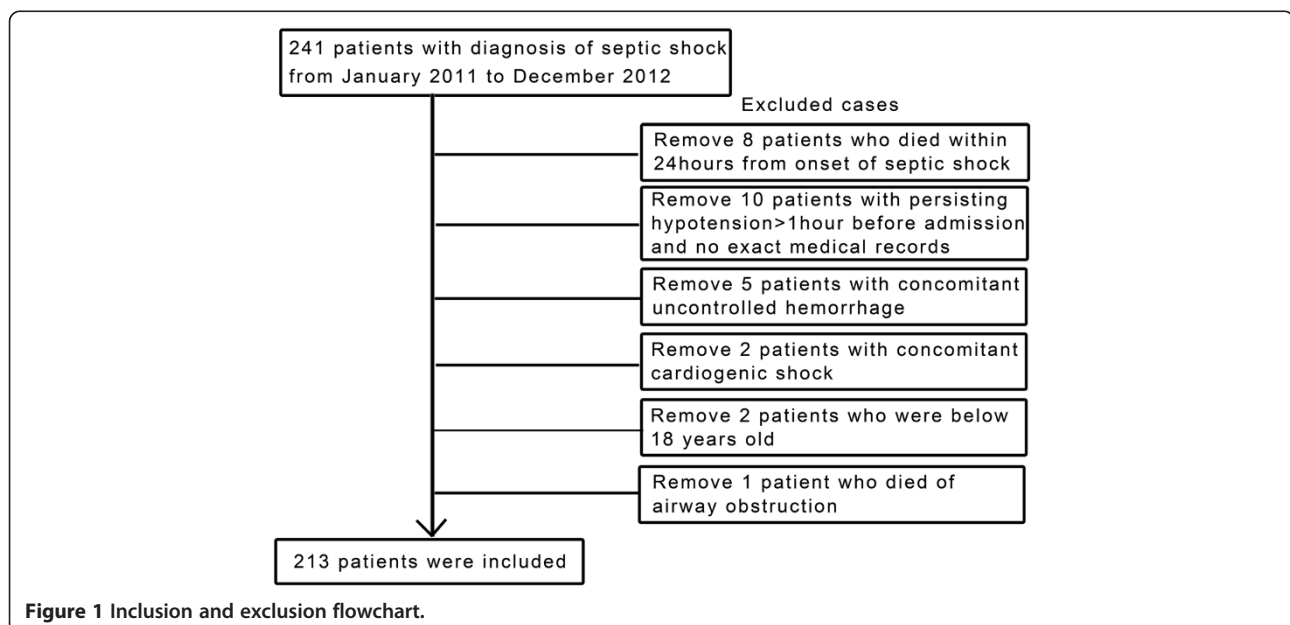 241 patients with diagnosis of septic shock
from January 2011 to December 2012
Excluded cases
Remove 8 patients who died within
24hours from onset of septic shock
Remove 10 patients with persisting
hypotension>1hour before admission
and no exact medical records
Remove 5 patients with concomitant
uncontrolled hemorrhage
Remove 2 patients with concomitant
cardiogenic shock
Remove 2 patients who were below
18 years old
Remove 1 patient who died of
airway obstruction
213 patients were included
Figure 1 Inclusion and exclusion flowchart.